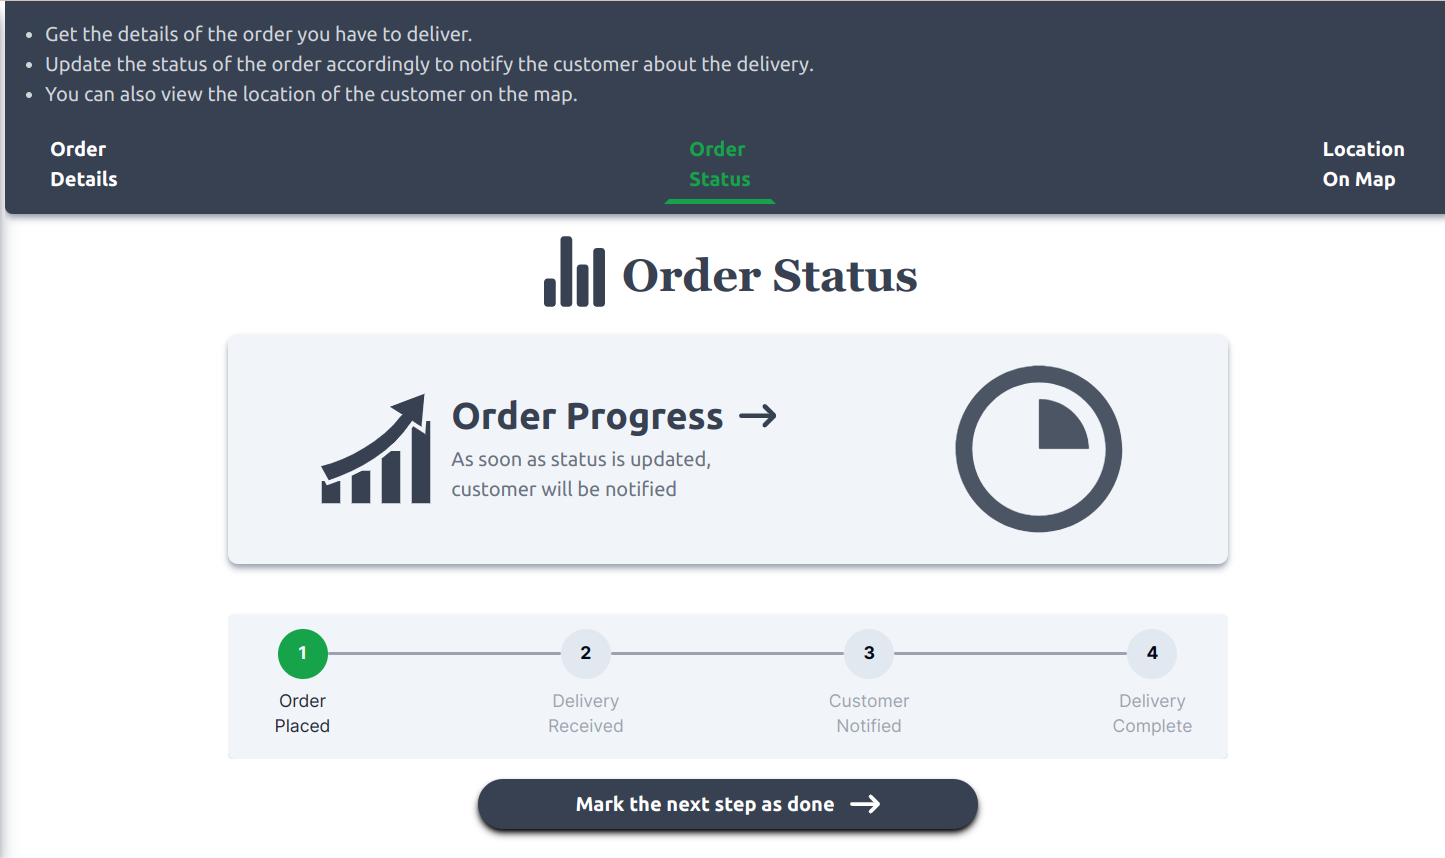 Get the details of the order you have to deliver.
Update the status of the order accordingly to notify the customer about the delivery.
You can also view the location of the customer on the map.
Order
Details
Order
Status
Location
On Map
Order Status
Order Progress →
As soon as status is updated,
customer will be notified
1
Order
Placed
2
Delivery
Received
3
Customer
Notified
4
Delivery
Complete
Mark the next step as done →